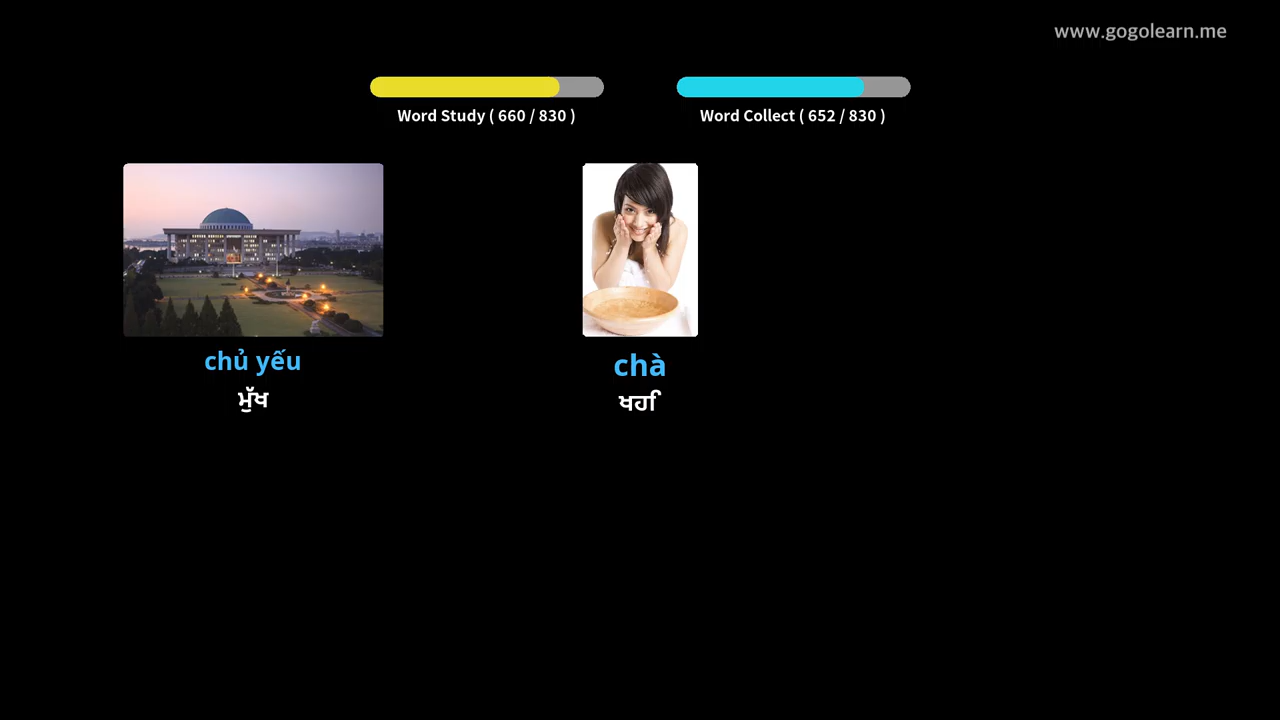 www.gogolearn.me
Word Study ( 660 / 830 )
Word Collect ( 652 / 830 )
chủ yếu
ਮੁੱਖ
chà
ਖਹਿ